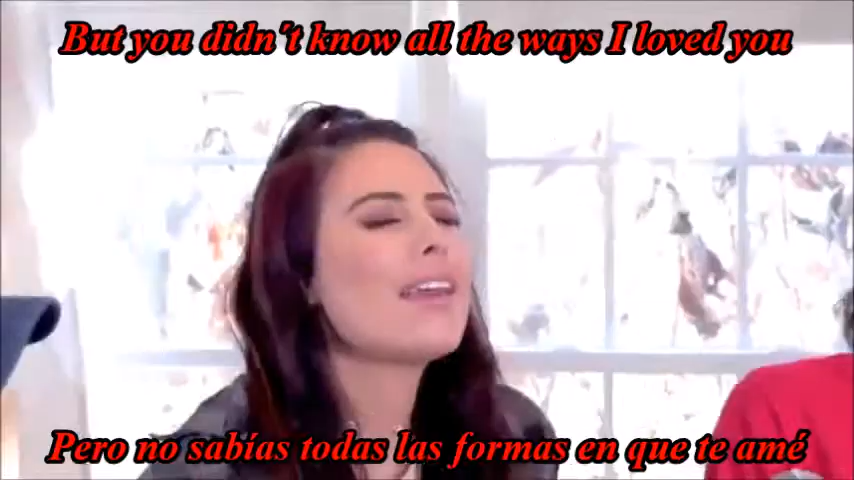 But you didn´t know all the ways I loved you
Pero no sabías todas las formas en que te amé